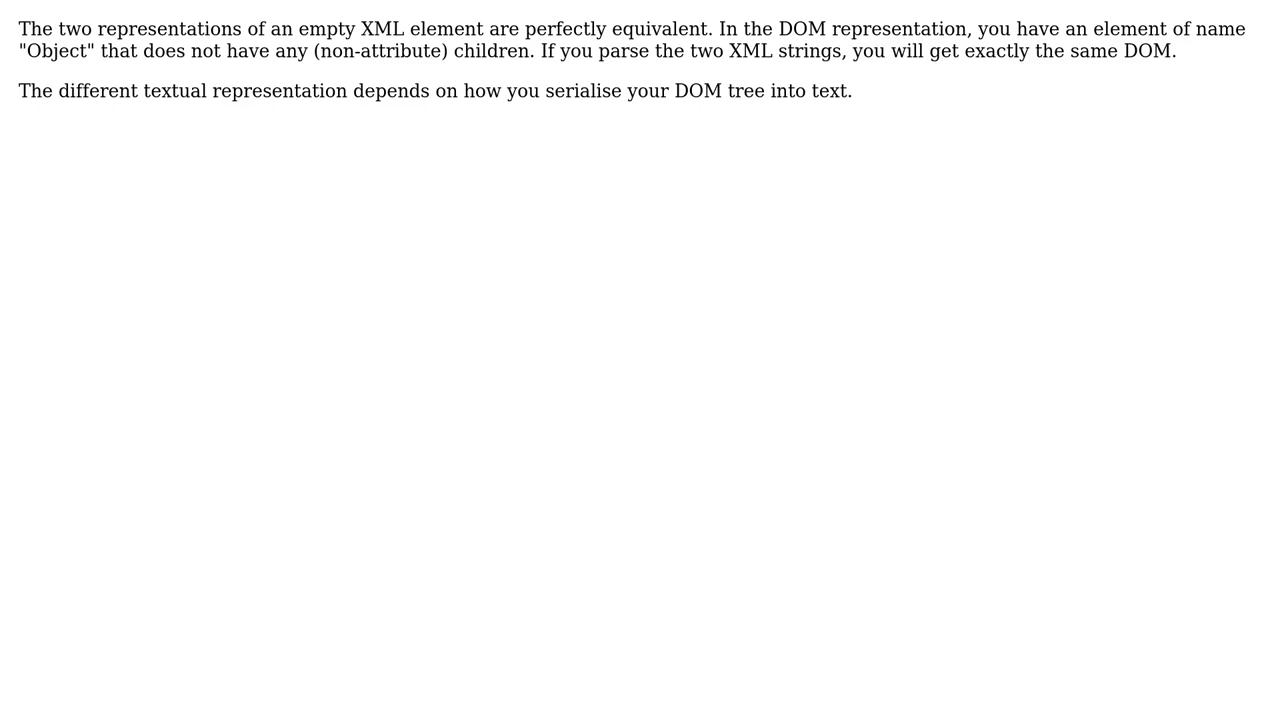 The two representations of an empty XML element are perfectly equivalent. In the DOM representation, you have an element of name
"Object" that does not have any (non-attribute) children. If you parse the two XML strings, you will get exactly the same DOM.
The different textual representation depends on how you serialise your DOM tree into text.